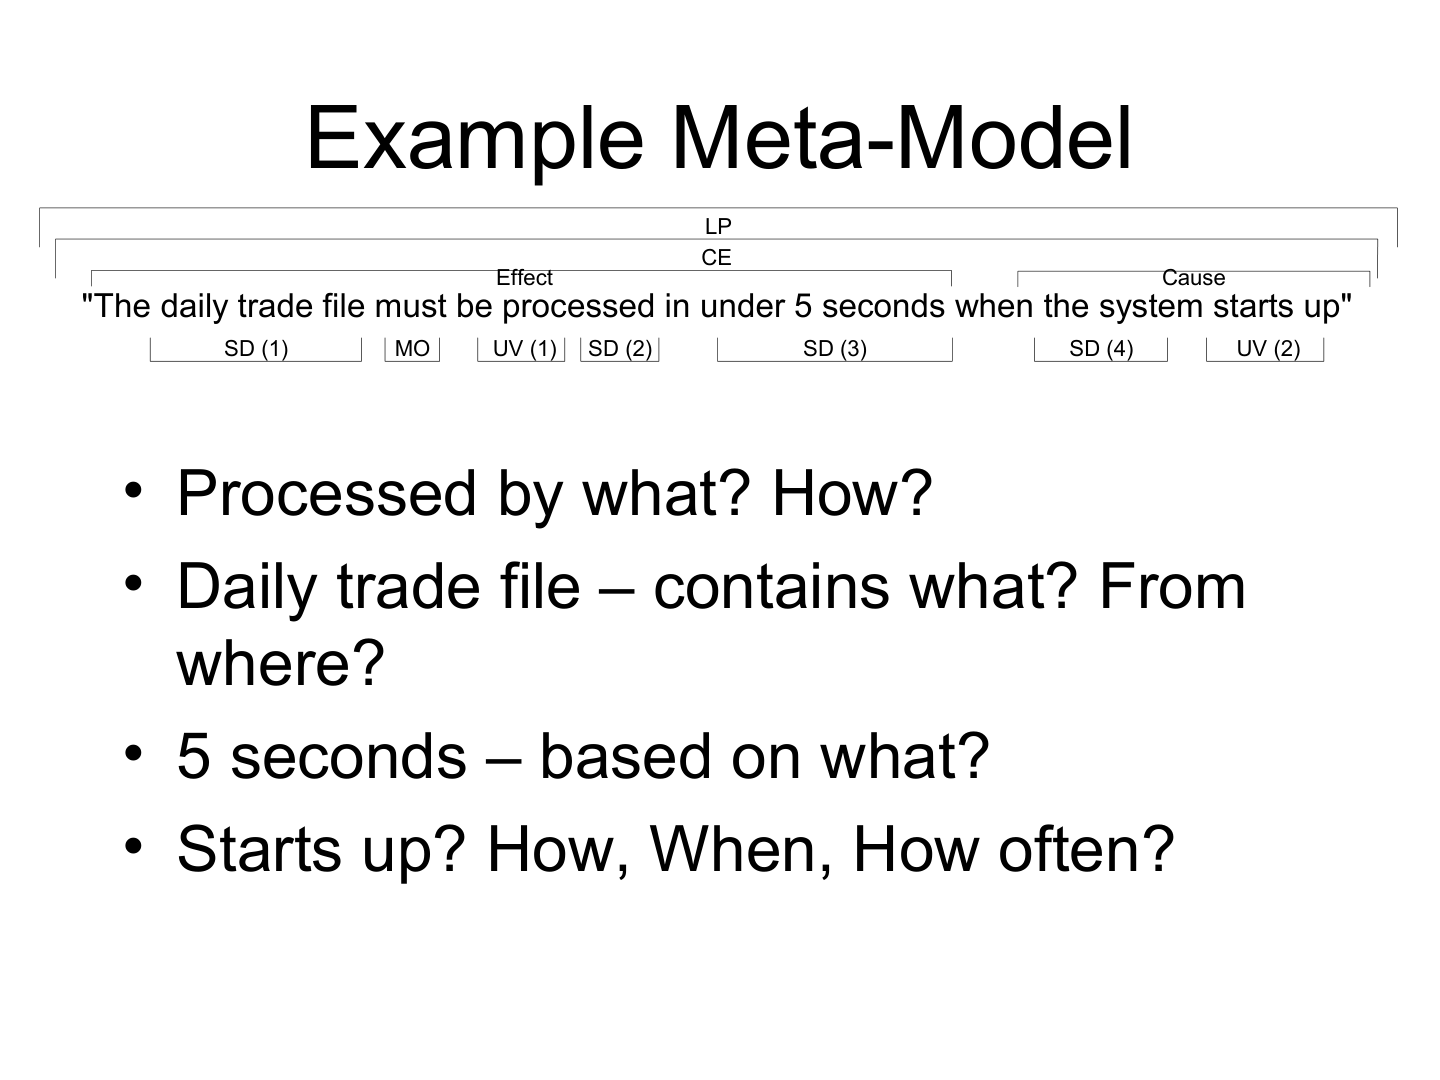 Example Meta-Model
LP
CE
Effect Cause
"The daily trade file must be processed in under 5 seconds when the system starts up"
SD (1) MO UV (1) SD (2) SD (3) SD (4) UV (2)
• Processed by what? How?
• Daily trade file – contains what? From
where?
• 5 seconds – based on what?
• Starts up? How, When, How often?